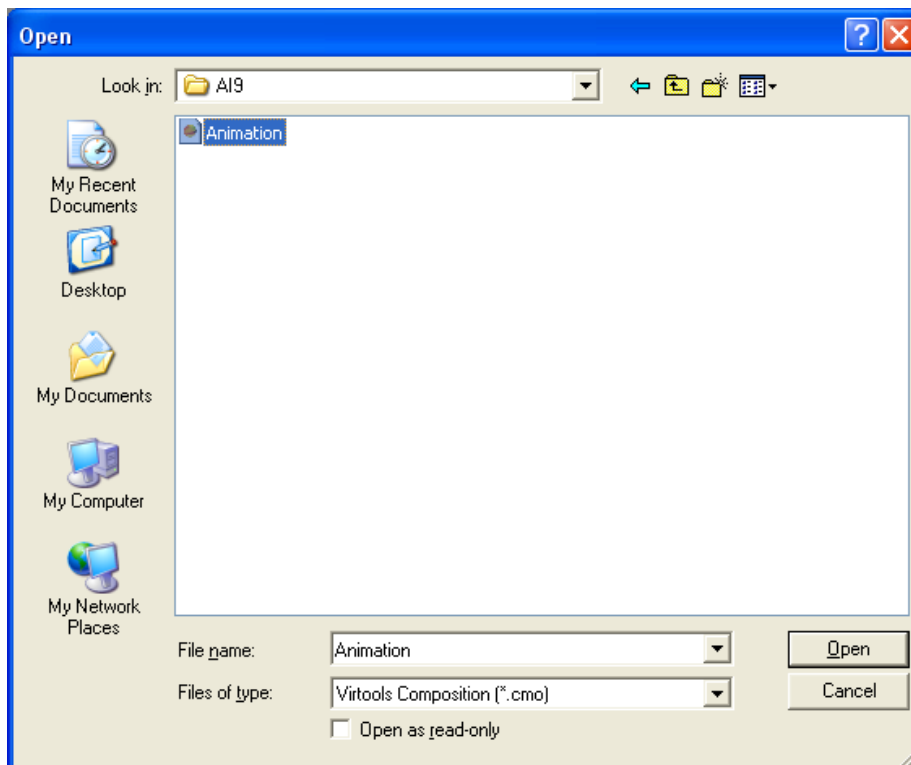 Open
Look in:
AI9
Animation
My Recent
Documents
Desktop
My Documents
My Computer
My Network
Places
File name:
Animation
Open
Files of type:
Virtools Composition (*.cmo)
Cancel
Open as read-only